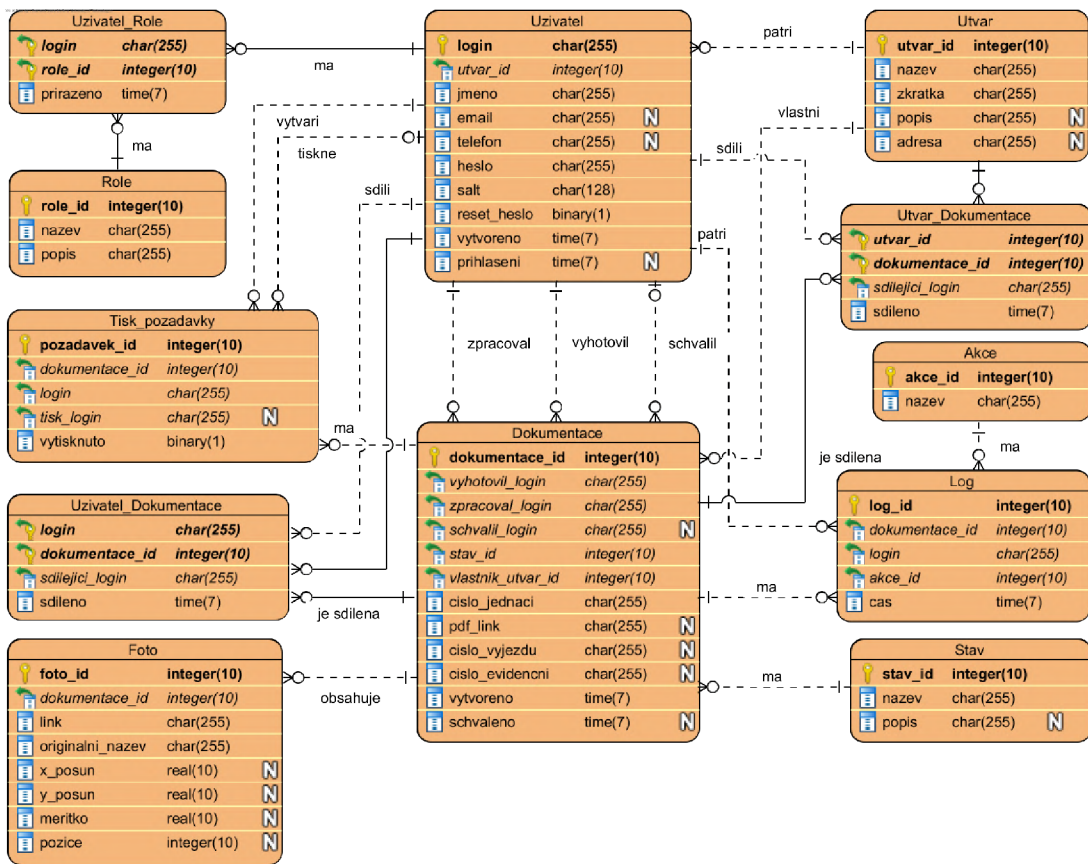 Uzivatel_Role
login char(255)
role_id integer(10)
prirazeno time(7)
ma
Role
role_id integer(10)
nazev char(255)
popis char(255)
Uzivatel
login char(255)
utvar_id integer(10)
jmeno char(255)
email char(255) N
telefon char(255) N
heslo char(255)
salt char(128)
reset_heslo binary(1)
vytvoreno time(7)
prihlaseni time(7) N
Utvar
utvar_id integer(10)
nazev char(255)
zkratka char(255)
popis char(255) N
adresa char(255) N
ma
patri
vytvari
tiskne
vlastni
sdili
sdili
patri
Utvar_Dokumentace
utvar_id integer(10)
dokumentace_id integer(10)
sdilejici_login char(255)
sdileno time(7)
Tisk_pozadavky
pozadavek_id integer(10)
dokumentace_id integer(10)
login char(255)
tisk_login char(255) N
vytisknuto binary(1)
zpracoval
vyhotovil
schvalil
Akce
akce_id integer(10)
nazev char(255)
ma
je sdilena
ma
Dokumentace
dokumentace_id integer(10)
vyhotovil_login char(255)
zpracoval_login char(255)
schvalil_login char(255) N
stav_id integer(10)
vlastnik_utvar_id integer(10)
cislo_jednaci char(255)
pdf_link char(255) N
cislo_vyjezdu char(255) N
cislo_evidencni char(255) N
vytvoreno time(7)
schvaleno time(7) N
Log
log_id integer(10)
dokumentace_id integer(10)
login char(255)
akce_id integer(10)
cas time(7)
Uzivatel_Dokumentace
login char(255)
dokumentace_id integer(10)
sdilejici_login char(255)
sdileno time(7)
je sdilena
ma
Foto
foto_id integer(10)
dokumentace_id integer(10)
link char(255)
originalni_nazev char(255)
x_posun real(10) N
y_posun real(10) N
meritko real(10) N
pozice integer(10) N
obsahuje
ma
Stav
stav_id integer(10)
nazev char(255)
popis char(255) N